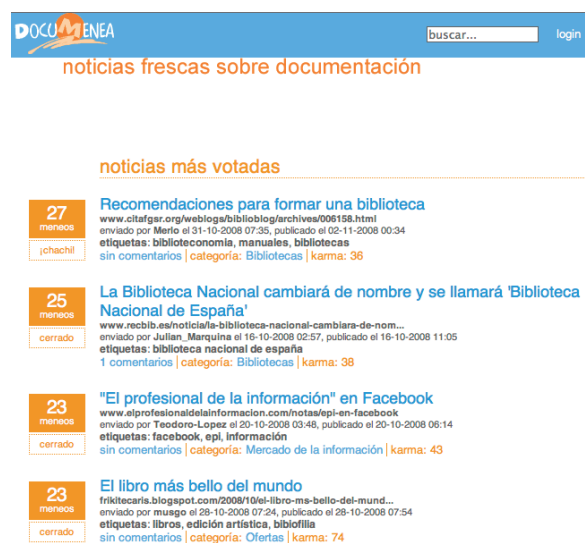 DOCUMENEA
buscar...
login
noticias frescas sobre documentación
noticias más votadas
27
meneos
¡chachi!
Recomendaciones para formar una biblioteca
www.citafgsr.org/weblogs/biblioblog/archives/006158.html
enviado por Merlo el 31-10-2008 07:35, publicado el 02-11-2008 00:34
etiquetas: biblioteconomia, manuales, bibliotecas
sin comentarios | categoría: Bibliotecas | karma: 36
25
meneos
cerrado
La Biblioteca Nacional cambiará de nombre y se llamará 'Biblioteca
Nacional de España'
www.recbib.es/noticia/la-biblioteca-nacional-cambiara-de-nom...
enviado por Julian_Marquina el 16-10-2008 02:57, publicado el 16-10-2008 11:05
etiquetas: biblioteca nacional de españa
1 comentarios | categoría: Bibliotecas | karma: 38
23
meneos
cerrado
"El profesional de la información" en Facebook
www.elprofesionaldelainformacion.com/notas/epi-en-facebook
enviado por Teodoro-Lopez el 20-10-2008 03:48, publicado el 20-10-2008 06:14
etiquetas: facebook, epi, información
sin comentarios | categoría: Mercado de la información | karma: 43
23
meneos
cerrado
El libro más bello del mundo
frikitecaris.blogspot.com/2008/10/el-libro-ms-bello-del-mund...
enviado por musgo el 28-10-2008 07:24, publicado el 28-10-2008 07:54
etiquetas: libros, edición artística, bibiofilia
sin comentarios | categoría: Ofertas | karma: 74